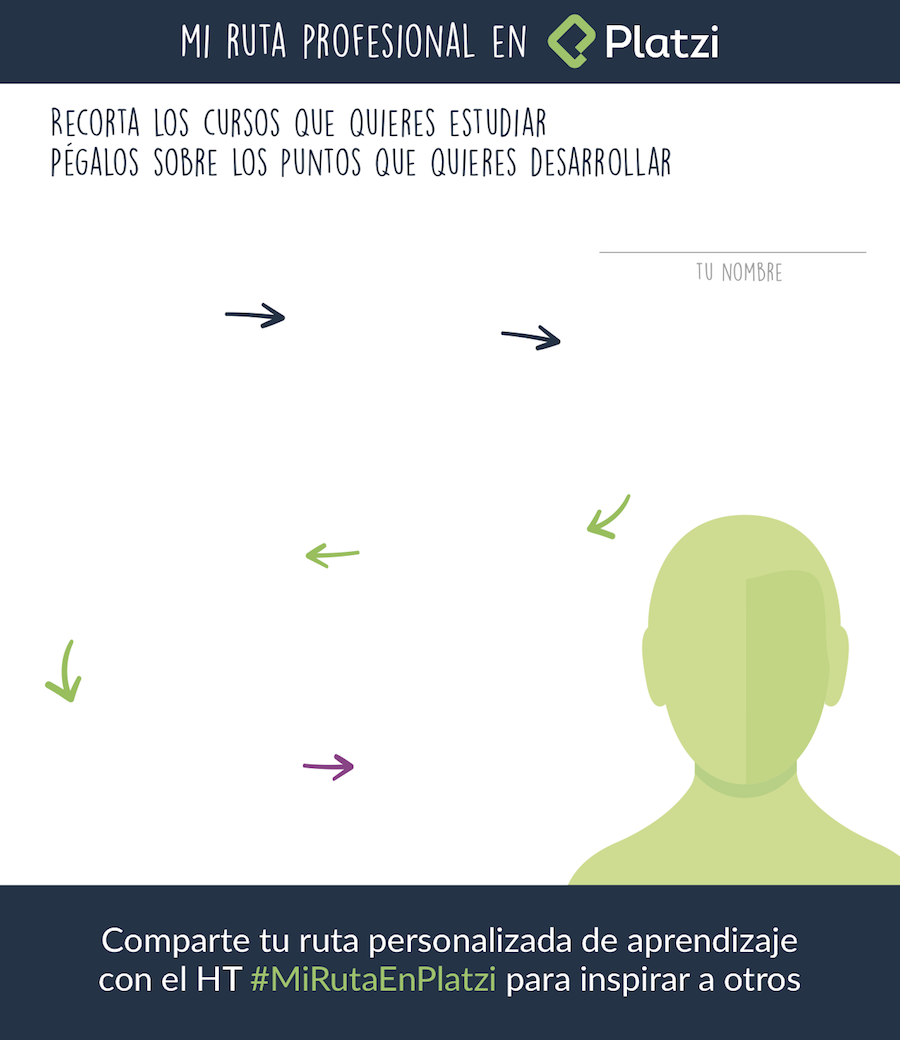 MI RUTA PROFESIONAL EN Platzi
RECORTA LOS CURSOS QUE QUIERES ESTUDIAR
PÉGALOS SOBRE LOS PUNTOS QUE QUIERES DESARROLLAR
TU NOMBRE
Comparte tu ruta personalizada de aprendizaje
con el HT #MiRutaEnPlatzi para inspirar a otros